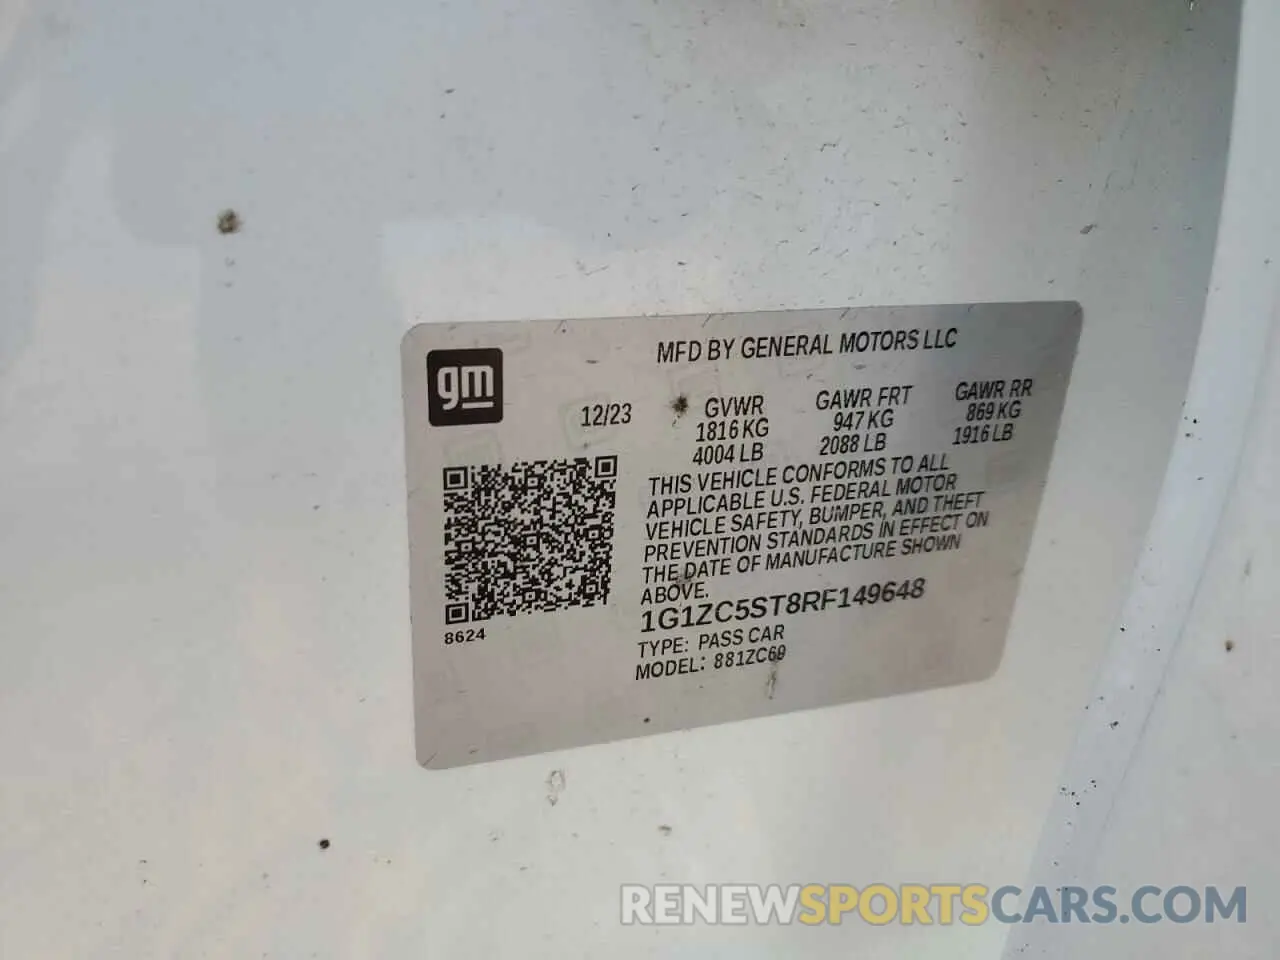 MFD BY GENERAL MOTORS LLC
gm
12/23
GVWR GAWR FRT GAWR RR
1816 KG 947 KG 869 KG
4004 LB 2088 LB 1916 LB
THIS VEHICLE CONFORMS TO ALL
APPLICABLE U.S. FEDERAL MOTOR
VEHICLE SAFETY, BUMPER, AND THEFT
PREVENTION STANDARDS IN EFFECT ON
THE DATE OF MANUFACTURE SHOWN
ABOVE.
1G1ZC5ST8RF149648
8624
TYPE: PASS CAR
MODEL: 881ZC69
RENEWSPORTSCARS.COM